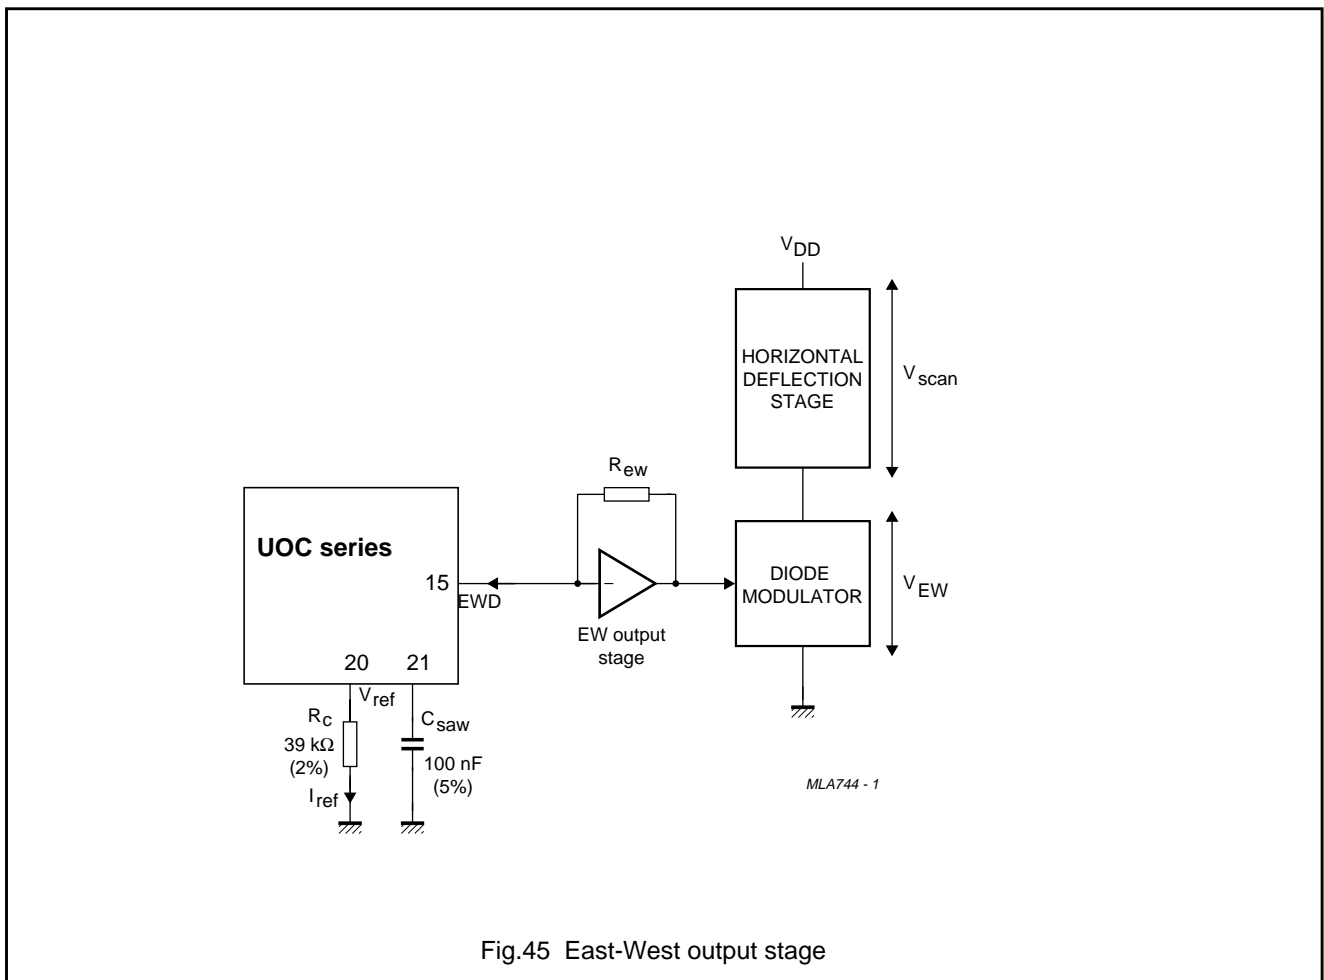 VDD
HORIZONTAL
DEFLECTION
STAGE
Vscan
Rew
UOC series
15
EWD
−
EW output
stage
DIODE
MODULATOR
VEW
20
21
Vref
RC
39 kΩ
(2%)
Iref
Csaw
100 nF
(5%)
MLA744 - 1
Fig.45 East-West output stage